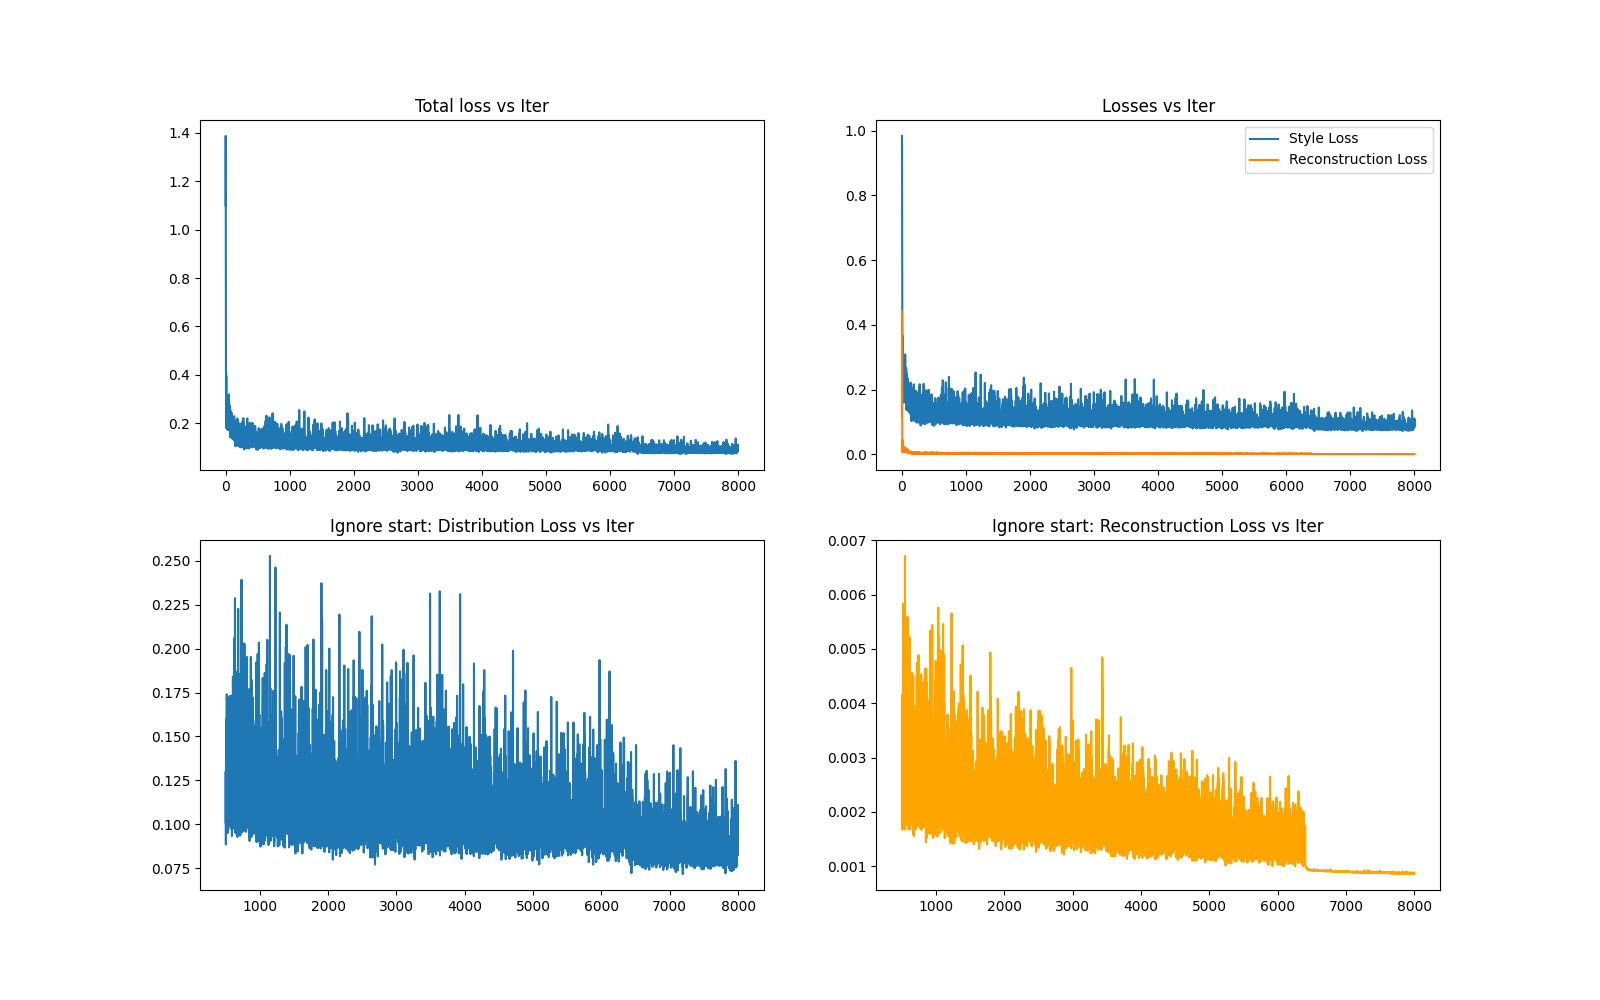 Total loss vs Iter
1.4
1.2
1.0
0.8
0.6
0.4
0.2
0 1000 2000 3000 4000 5000 6000 7000 8000
Losses vs Iter
Style Loss
Reconstruction Loss
1.0
0.8
0.6
0.4
0.2
0.0
0 1000 2000 3000 4000 5000 6000 7000 8000
Ignore start: Distribution Loss vs Iter
0.250
0.225
0.200
0.175
0.150
0.125
0.100
0.075
1000 2000 3000 4000 5000 6000 7000 8000
Ignore start: Reconstruction Loss vs Iter
0.007
0.006
0.005
0.004
0.003
0.002
0.001
1000 2000 3000 4000 5000 6000 7000 8000